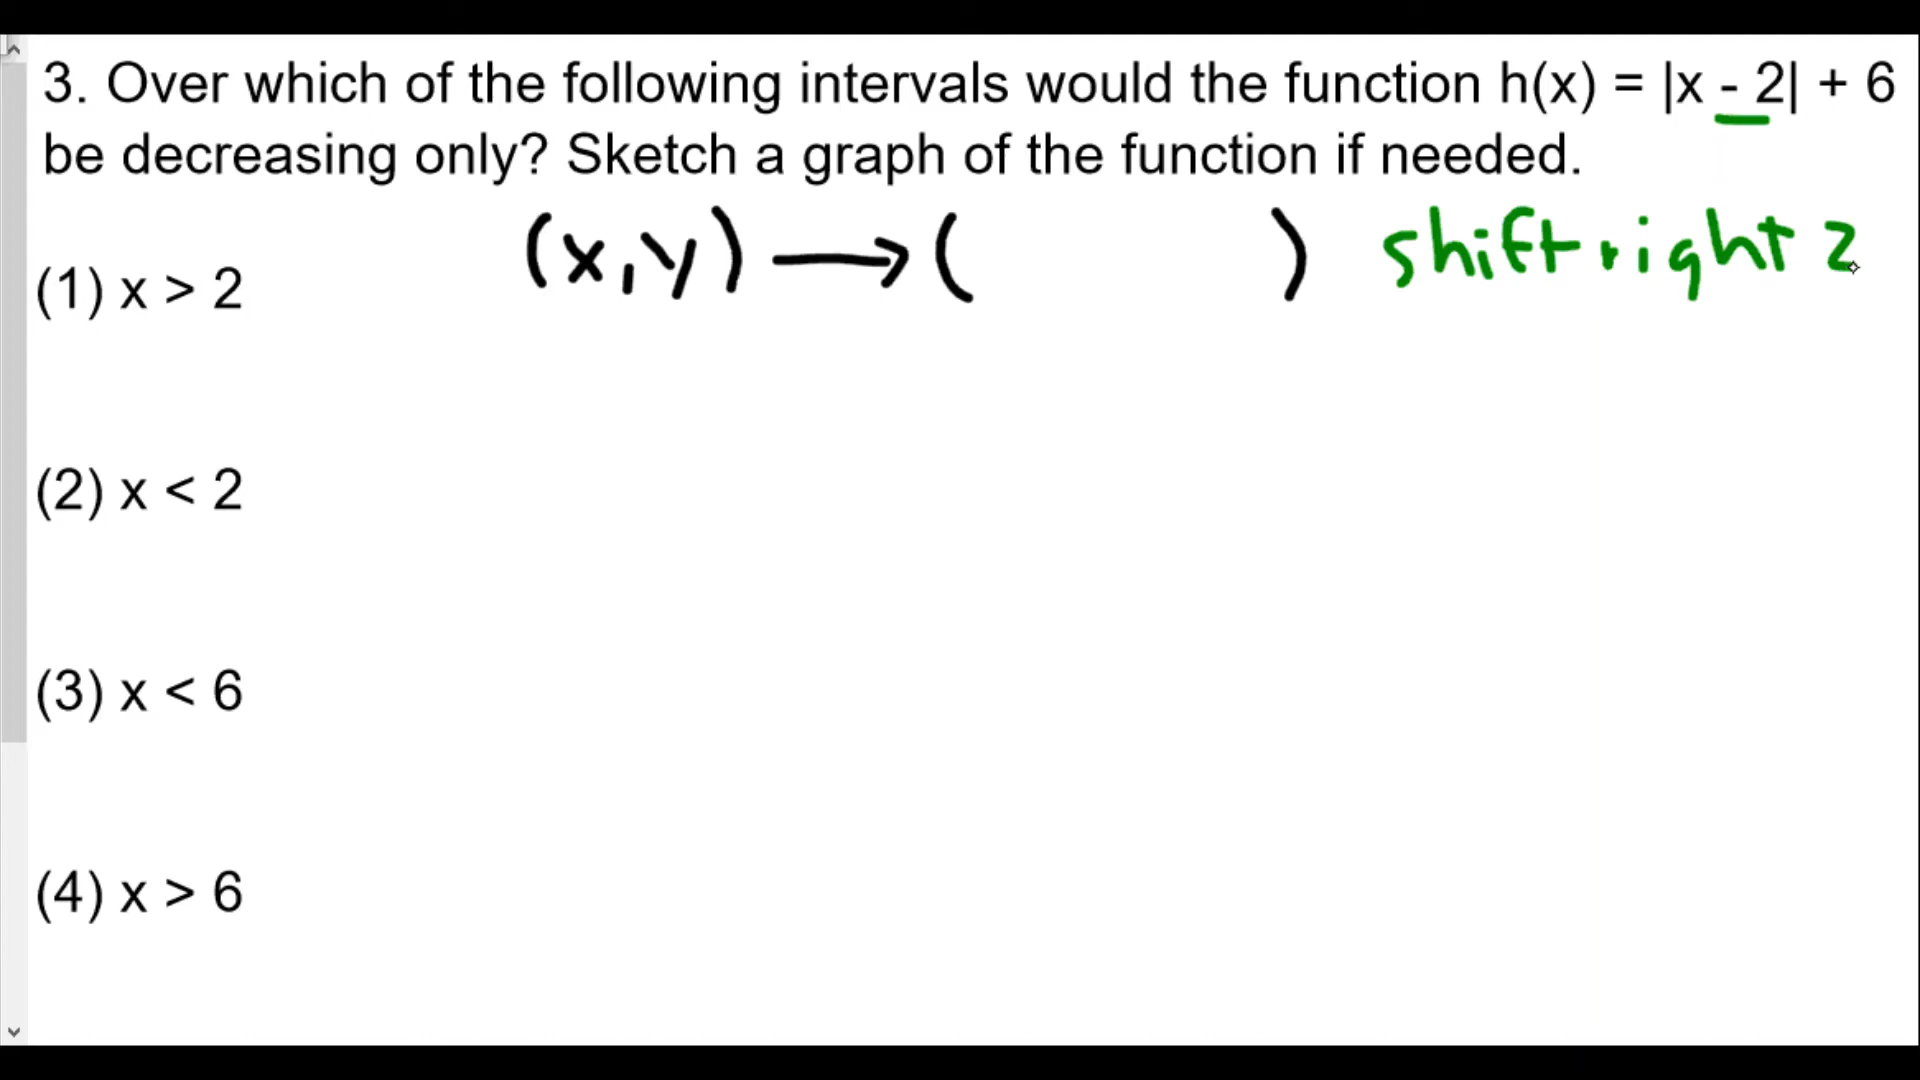 3. Over which of the following intervals would the function h(x) = |x - 2| + 6
be decreasing only? Sketch a graph of the function if needed.
(x,y) → (        ) shift right 2
(1) x > 2
(2) x < 2
(3) x < 6
(4) x > 6